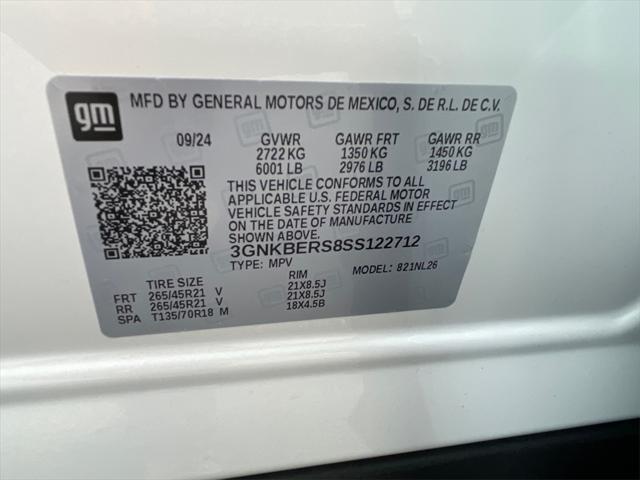 gm
MFD BY GENERAL MOTORS DE MEXICO, S. DE R.L. DE C.V.
09/24 GVWR GAWR FRT GAWR RR
2722 KG 1350 KG 1450 KG
6001 LB 2976 LB 3196 LB
THIS VEHICLE CONFORMS TO ALL
APPLICABLE U.S. FEDERAL MOTOR
VEHICLE SAFETY STANDARDS IN EFFECT
ON THE DATE OF MANUFACTURE
SHOWN ABOVE.
3GNKBERS8SS122712
TYPE: MPV MODEL: 821NL26
TIRE SIZE RIM
FRT 265/45R21 V 21X8.5J
RR 265/45R21 V 21X8.5J
SPA T135/70R18 M 18X4.5B